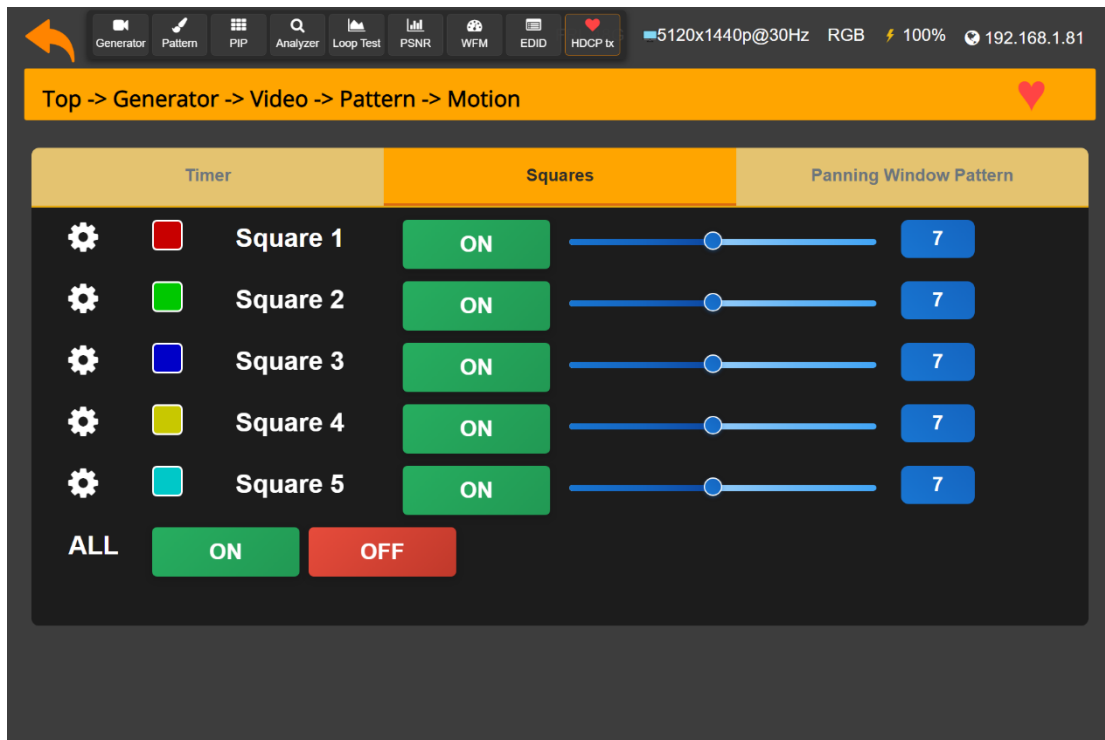 Generator Pattern PIP Analyzer Loop Test PSNR WFM EDID HDCP tx 5120x1440p@30Hz RGB 100% 192.168.1.81
Top -> Generator -> Video -> Pattern -> Motion
Timer Squares Panning Window Pattern
Square 1 ON 7
Square 2 ON 7
Square 3 ON 7
Square 4 ON 7
Square 5 ON 7
ALL ON OFF